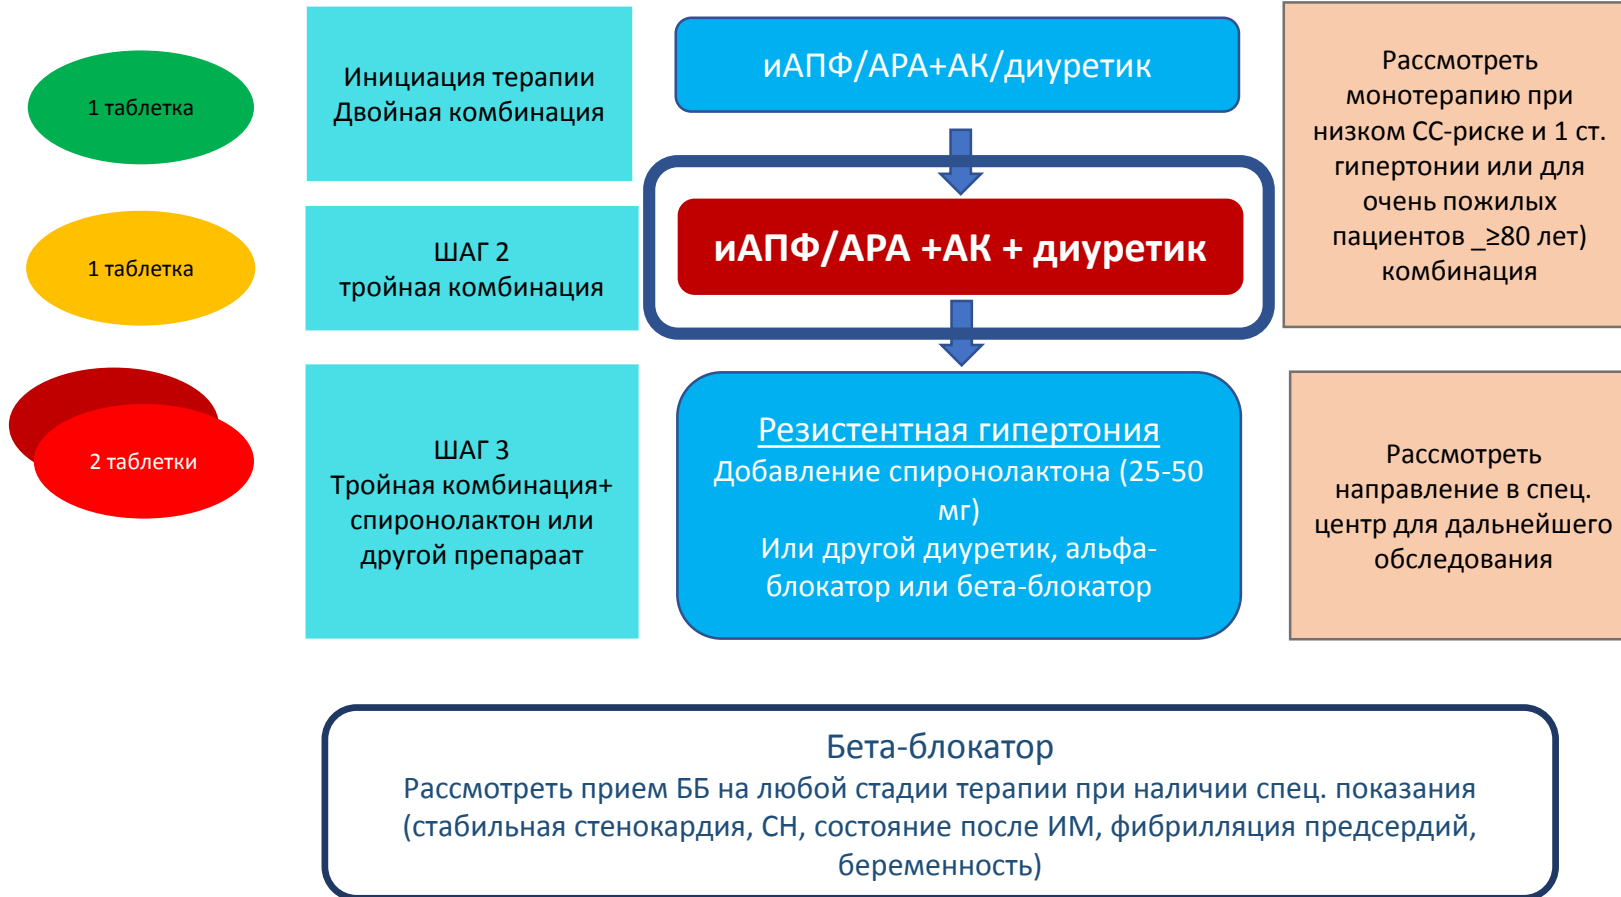 1 таблетка
Инициация терапии
Двойная комбинация
иАПФ/АРА+АК/диуретик
Рассмотреть
монотерапию при
низком СС-риске и 1 ст.
гипертонии или для
очень пожилых
пациентов _≥80 лет)
комбинация
1 таблетка
ШАГ 2
тройная комбинация
иАПФ/АРА +АК + диуретик
2 таблетки
ШАГ 3
Тройная комбинация+
спиронолактон или
другой препараат
Резистентная гипертония
Добавление спиронолактона (25-50
мг)
Или другой диуретик, альфа-
блокатор или бета-блокатор
Рассмотреть
направление в спец.
центр для дальнейшего
обследования
Бета-блокатор
Рассмотреть прием ББ на любой стадии терапии при наличии спец. показания
(стабильная стенокардия, СН, состояние после ИМ, фибрилляция предсердий,
беременность)